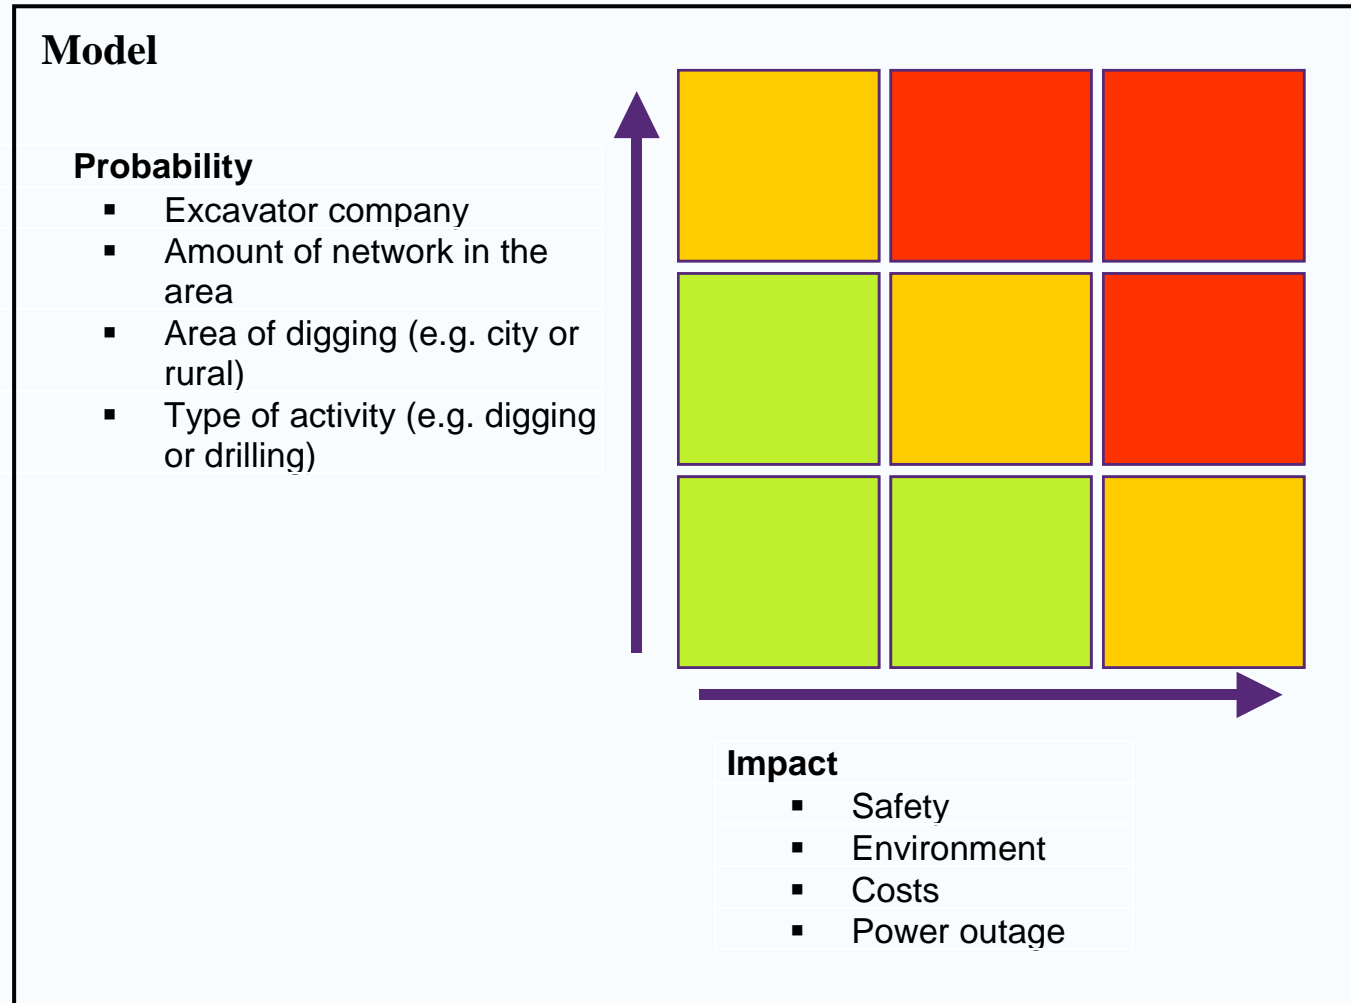 Model
Probability
▪ Excavator company
▪ Amount of network in the
area
▪ Area of digging (e.g. city or
rural)
▪ Type of activity (e.g. digging
or drilling)
Impact
▪ Safety
▪ Environment
▪ Costs
▪ Power outage